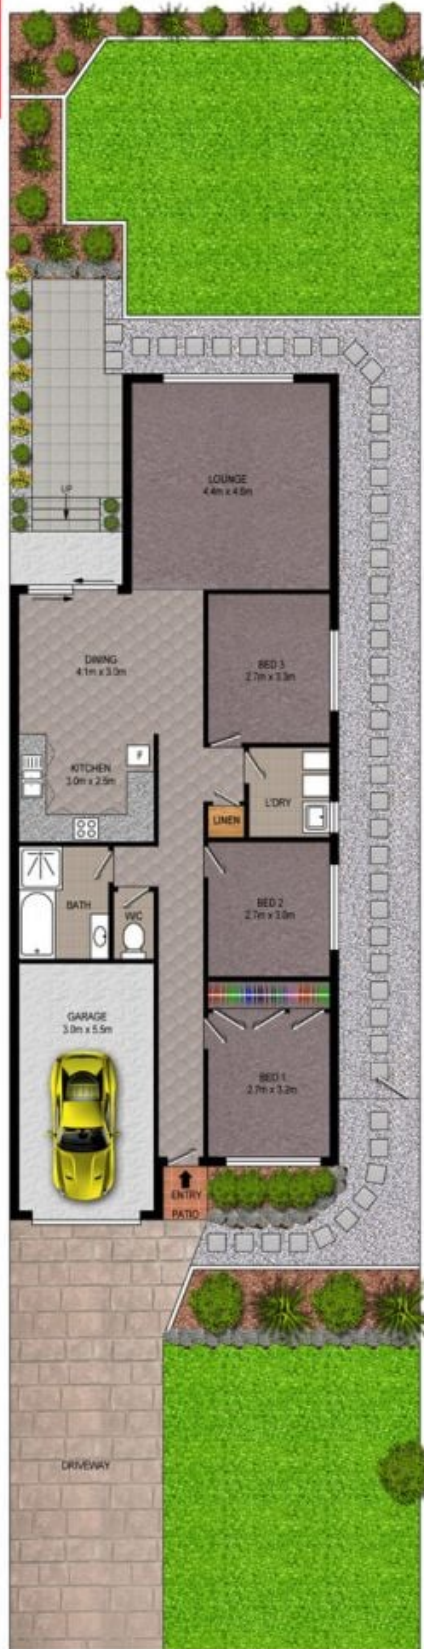 UP
LOUNGE
4.4m x 4.6m
DINING
4.1m x 3.0m
BED 3
2.7m x 3.3m
KITCHEN
3.0m x 2.5m
F
L'DRY
LINEN
BATH
W/C
BED 2
2.7m x 3.0m
GARAGE
3.0m x 5.5m
BED 1
2.7m x 3.2m
ENTRY
PATIO
DRIVEWAY